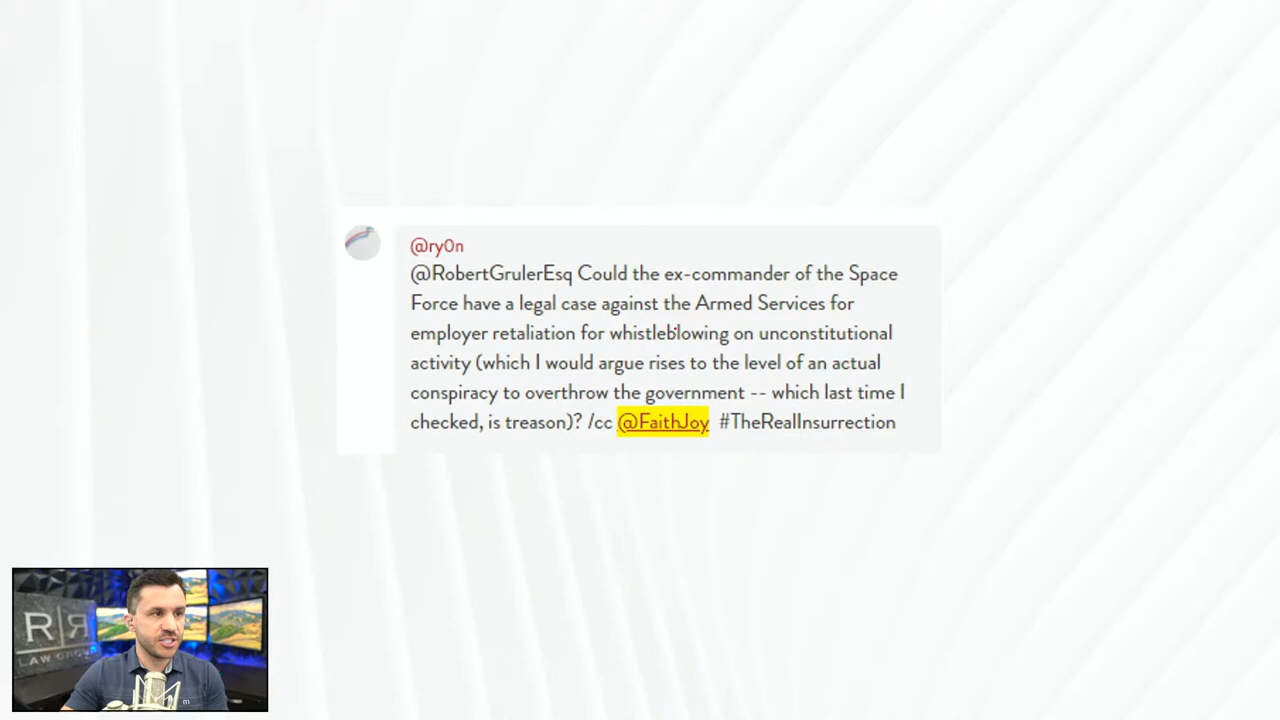 @ry0n
@RobertGrulerEsq Could the ex-commander of the Space
Force have a legal case against the Armed Services for
employer retaliation for whistleblowing on unconstitutional
activity (which I would argue rises to the level of an actual
conspiracy to overthrow the government -- which last time I
checked, is treason)? /cc @FaithJoy #TheRealInsurrection
R|R
LAW GROUP